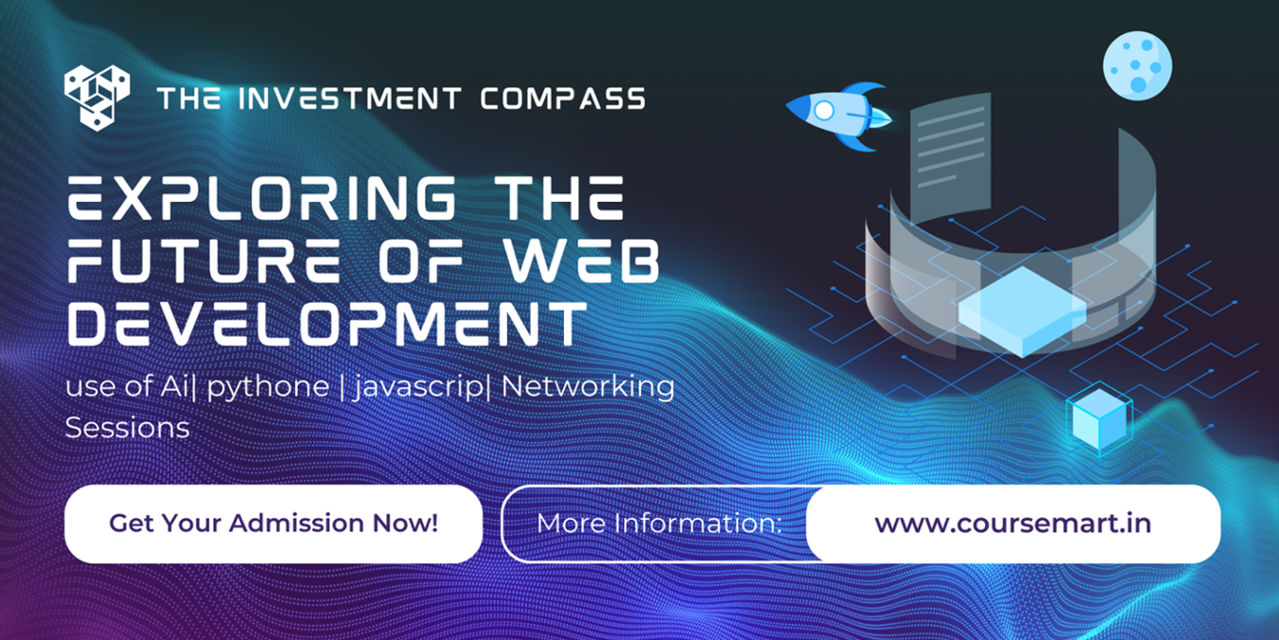 THE INVESTMENT COMPASS
EXPLORING THE
FUTURE OF WEB
DEVELOPMENT
use of Ai| pythone | javascrip| Networking
Sessions
Get Your Admission Now!
More Information:
www.coursemart.in